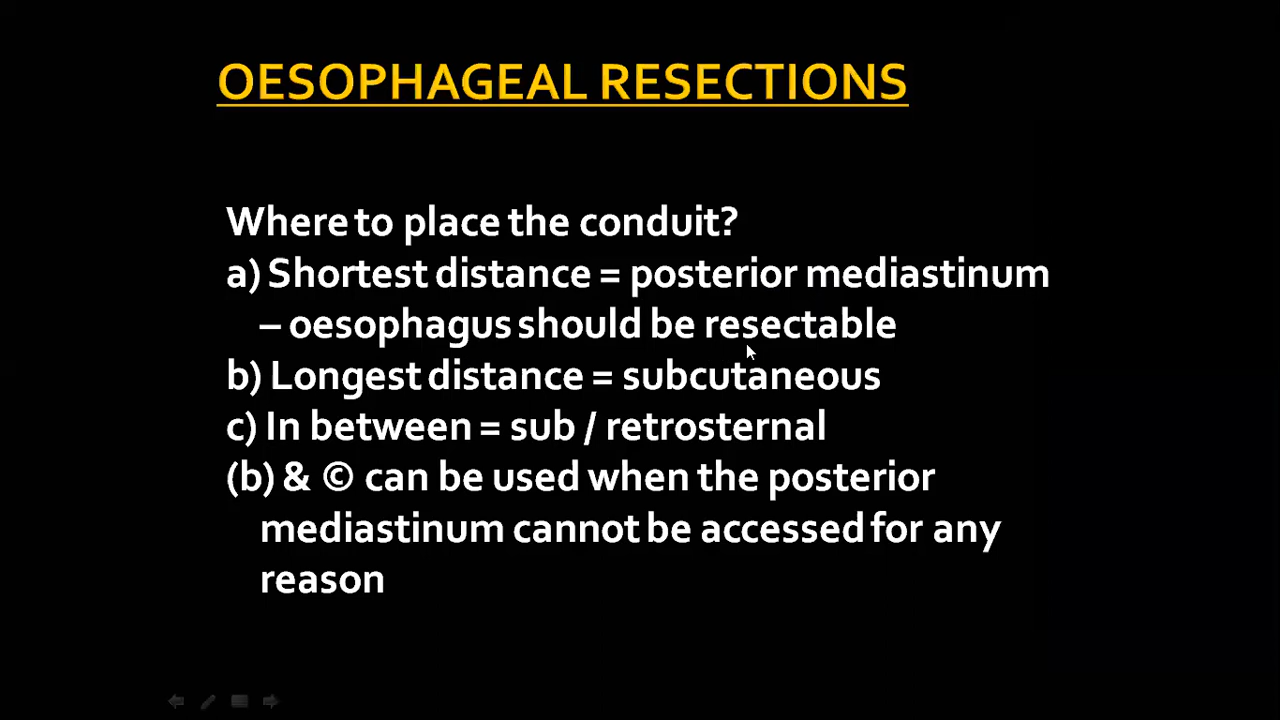 OESOPHAGEAL RESECTIONS
Where to place the conduit?
a) Shortest distance = posterior mediastinum
– oesophagus should be resectable
b) Longest distance = subcutaneous
c) In between = sub / retrosternal
(b) & © can be used when the posterior
mediastinum cannot be accessed for any
reason